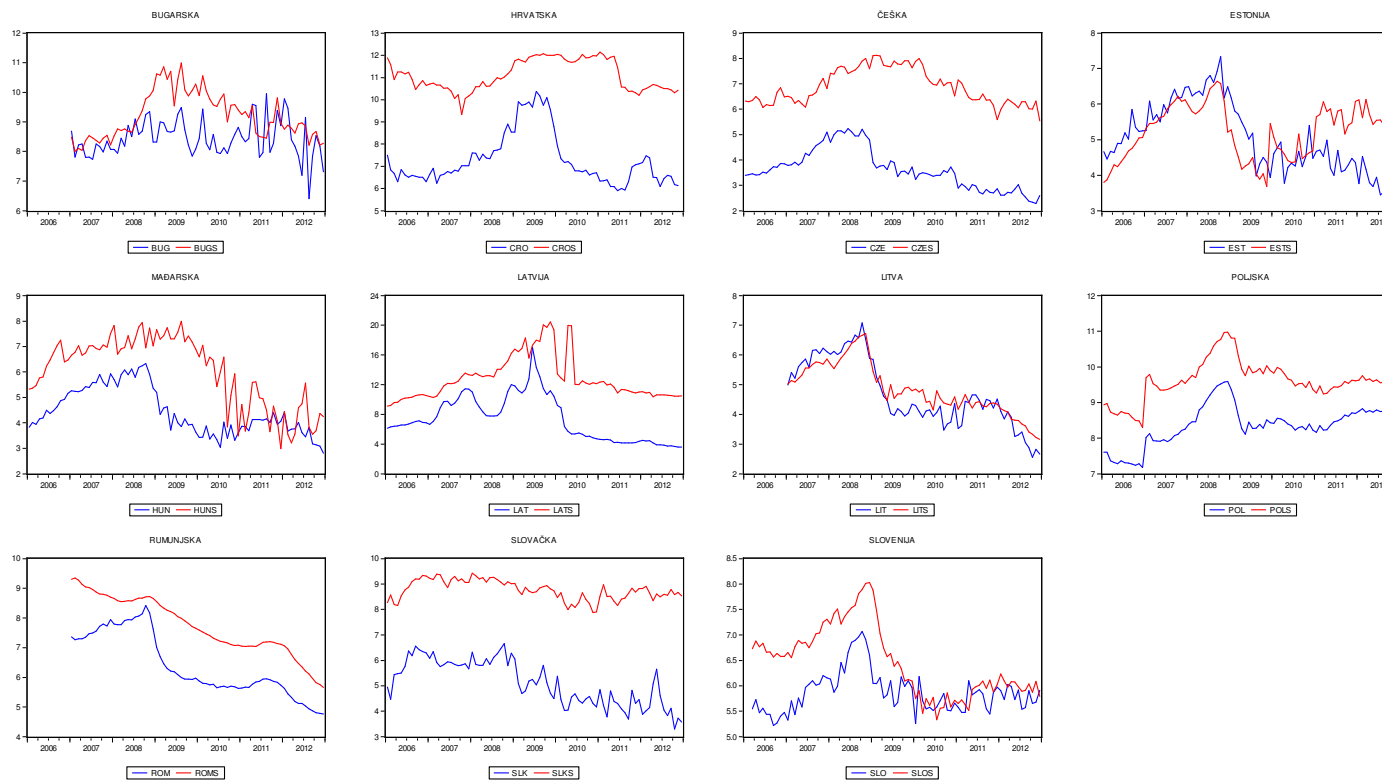 BUGARSKA
12
11
10
9
8
7
6
2006 2007 2008 2009 2010 2011 2012
BUG BUGS
HRVATSKA
13
12
11
10
9
8
7
6
5
2006 2007 2008 2009 2010 2011 2012
CRO CROS
ČEŠKA
9
8
7
6
5
4
3
2
2006 2007 2008 2009 2010 2011 2012
CZE CZES
ESTONIJA
8
7
6
5
4
3
2006 2007 2008 2009 2010 2011 201
EST ESTS
MAĐARSKA
9
8
7
6
5
4
3
2
2006 2007 2008 2009 2010 2011 2012
HUN HUNS
LATVIJA
24
20
16
12
8
4
0
2006 2007 2008 2009 2010 2011 2012
LAT LATS
LITVA
8
7
6
5
4
3
2
2006 2007 2008 2009 2010 2011 2012
LIT LITS
POLJSKA
12
11
10
9
8
7
2006 2007 2008 2009 2010 2011 201
POL POLS
RUMUNJSKA
10
9
8
7
6
5
4
2006 2007 2008 2009 2010 2011 2012
ROM ROMS
SLOVAČKA
10
9
8
7
6
5
4
3
2006 2007 2008 2009 2010 2011 2012
SLK SLKS
SLOVENIJA
8.5
8.0
7.5
7.0
6.5
6.0
5.5
5.0
2006 2007 2008 2009 2010 2011 2012
SLO SLOS